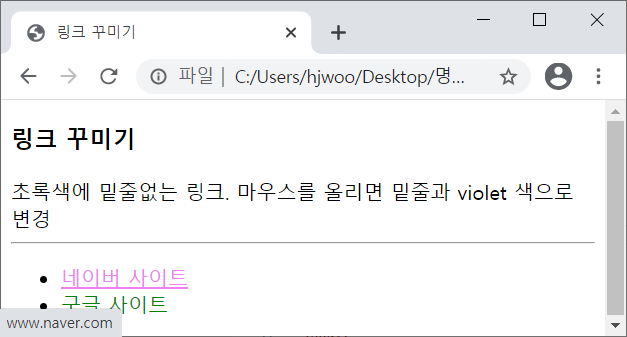 링크 꾸미기
파일 | C:/Users/hjwoo/Desktop/명...
링크 꾸미기
초록색에 밑줄없는 링크. 마우스를 올리면 밑줄과 violet 색으로
변경
네이버 사이트
구글 사이트
www.naver.com